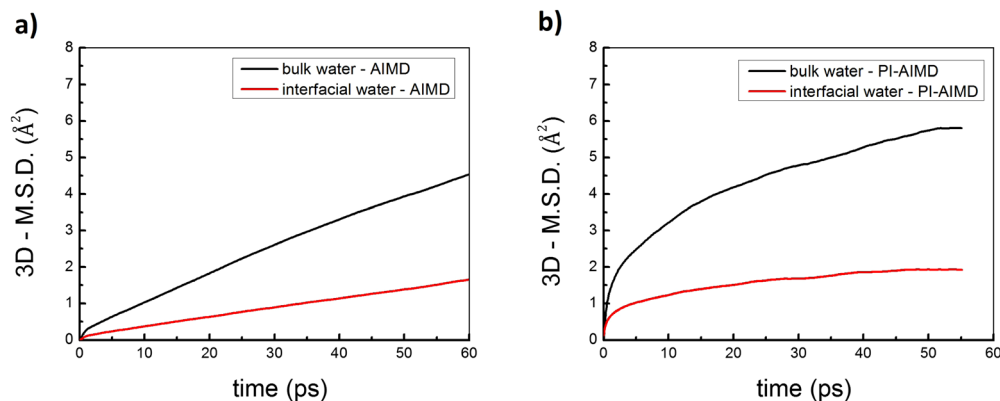 a)
3D - M.S.D. (Å²)
8
7
6
5
4
3
2
1
0
bulk water - AIMD
interfacial water - AIMD
0 10 20 30 40 50 60
time (ps)
b)
3D - M.S.D. (Å²)
8
7
6
5
4
3
2
1
0
bulk water - PI-AIMD
interfacial water - PI-AIMD
0 10 20 30 40 50 60
time (ps)